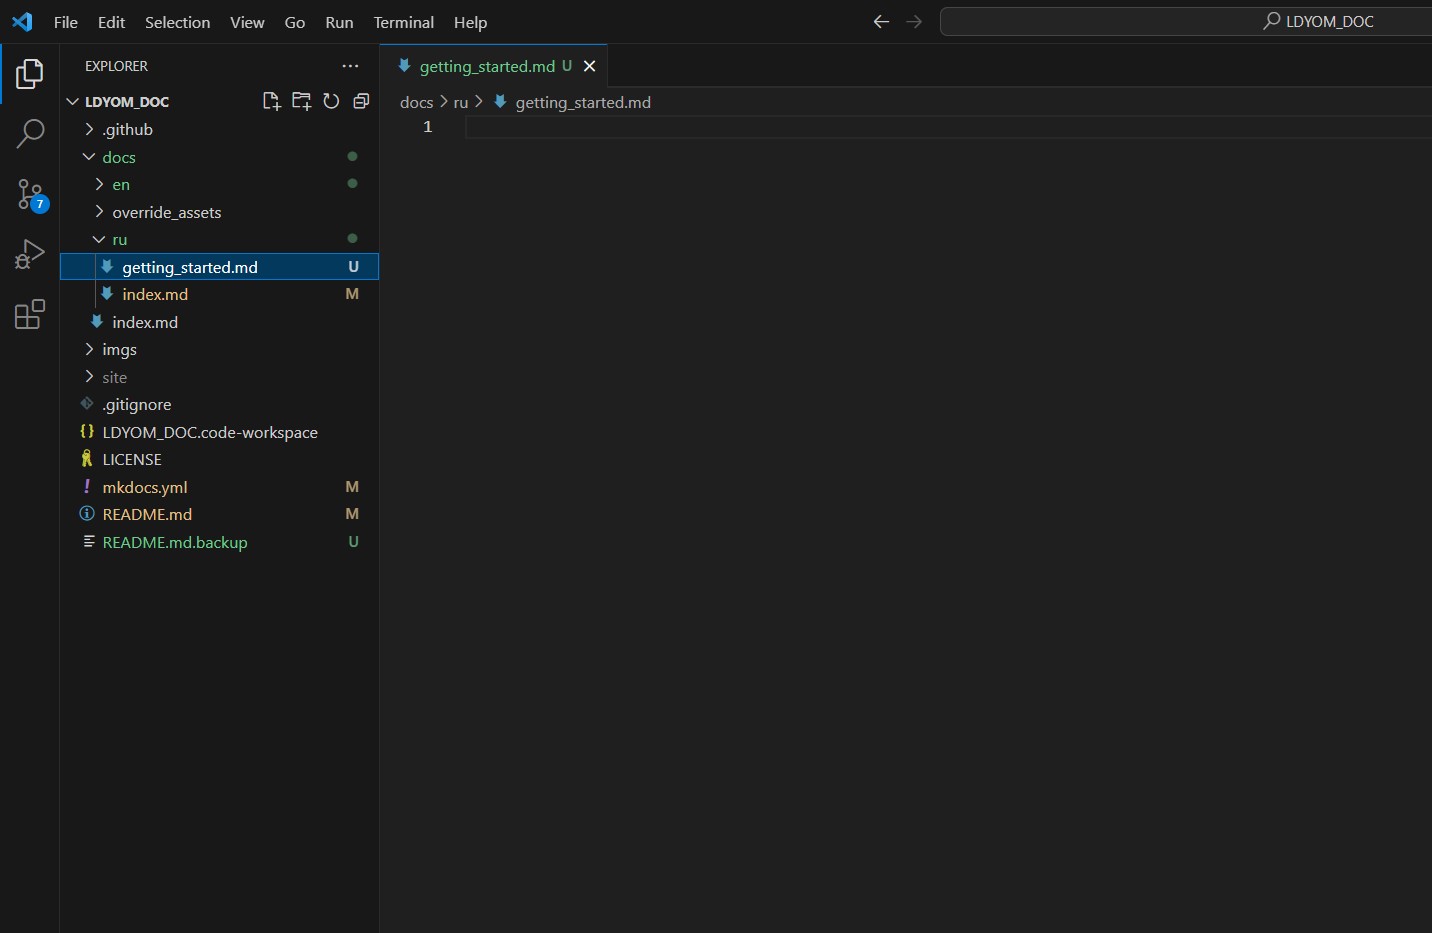 File Edit Selection View Go Run Terminal Help LDYOM_DOC
EXPLORER ...
getting_started.md U
LDYOM_DOC
docs ru getting_started.md
1
.github
docs
en
override_assets
ru
getting_started.md U
index.md M
index.md
imgs
site
.gitignore
LDYOM_DOC.code-workspace
LICENSE
mkdocs.yml M
README.md M
README.md.backup U
7